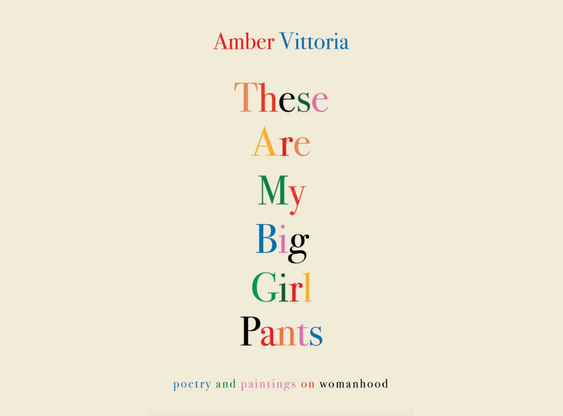 Amber Vittoria
These
Are
My
Big
Girl
Pants
poetry and paintings on womanhood